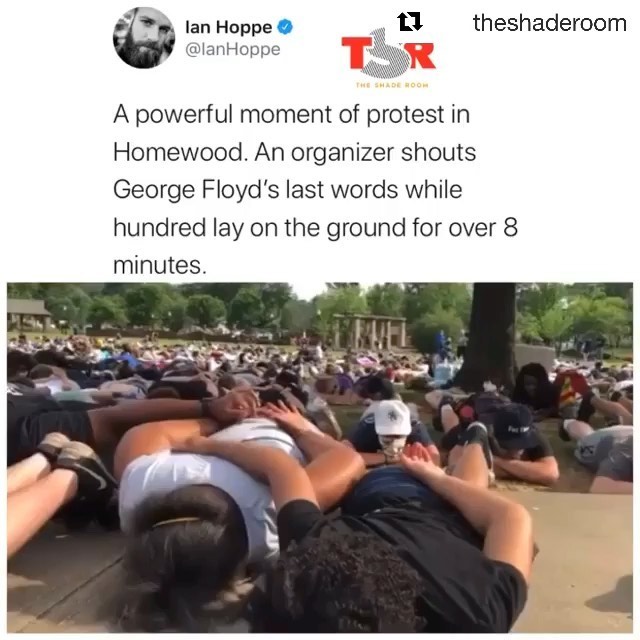 Ian Hoppe
@IanHoppe
TSR
THE SHADE ROOM
theshaderoom
A powerful moment of protest in
Homewood. An organizer shouts
George Floyd's last words while
hundred lay on the ground for over 8
minutes.